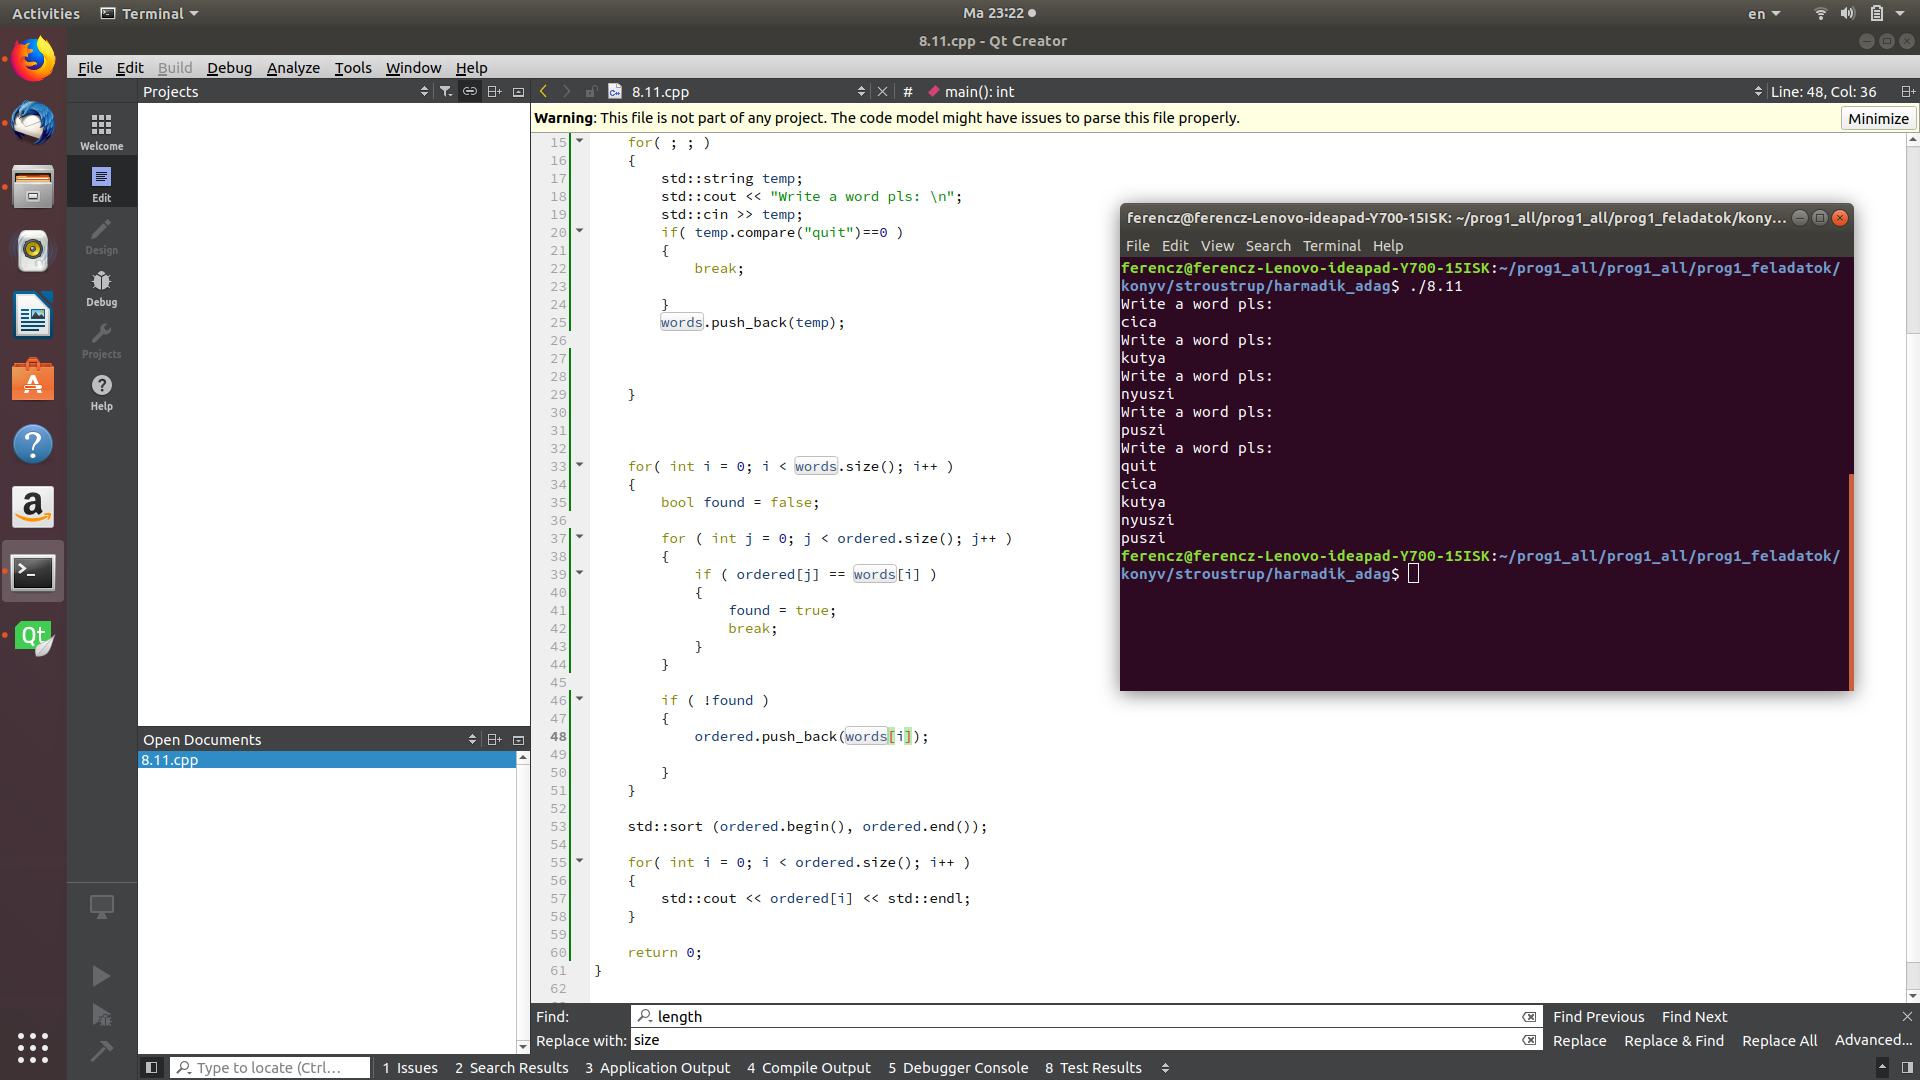 Activities
Terminal
Ma 23:22
en
8.11.cpp - Qt Creator
File Edit Build Debug Analyze Tools Window Help
Projects
8.11.cpp
# main(): int
Line: 48, Col: 36
Warning: This file is not part of any project. The code model might have issues to parse this file properly.
Minimize
Welcome
Edit
Design
Debug
Projects
Help
15 for( ; ; )
16 {
17 std::string temp;
18 std::cout << "Write a word pls: \n";
19 std::cin >> temp;
20 if( temp.compare("quit")==0 )
21 {
22 break;
23
24 }
25 words.push_back(temp);
26
27
28
29 }
30
31
32
33 for( int i = 0; i < words.size(); i++ )
34 {
35 bool found = false;
36
37 for ( int j = 0; j < ordered.size(); j++ )
38 {
39 if ( ordered[j] == words[i] )
40 {
41 found = true;
42 break;
43 }
44 }
45
46 if ( !found )
47 {
48 ordered.push_back(words[i]);
49
50 }
51 }
52
53 std::sort (ordered.begin(), ordered.end());
54
55 for( int i = 0; i < ordered.size(); i++ )
56 {
57 std::cout << ordered[i] << std::endl;
58 }
59
60 return 0;
61 }
62
ferencz@ferencz-Lenovo-ideapad-Y700-15ISK: ~/prog1_all/prog1_all/prog1_feladatok/kony...
File Edit View Search Terminal Help
ferencz@ferencz-Lenovo-ideapad-Y700-15ISK:~/prog1_all/prog1_all/prog1_feladatok/
konyv/stroustrup/harmadik_adag$ ./8.11
Write a word pls:
cica
Write a word pls:
kutya
Write a word pls:
nyuszi
Write a word pls:
puszi
Write a word pls:
quit
cica
kutya
nyuszi
puszi
ferencz@ferencz-Lenovo-ideapad-Y700-15ISK:~/prog1_all/prog1_all/prog1_feladatok/
konyv/stroustrup/harmadik_adag$
Open Documents
8.11.cpp
Find: length
Find Previous Find Next
Replace with: size
Replace Replace & Find Replace All Advanced...
Type to locate (Ctrl...
1 Issues 2 Search Results 3 Application Output 4 Compile Output 5 Debugger Console 8 Test Results